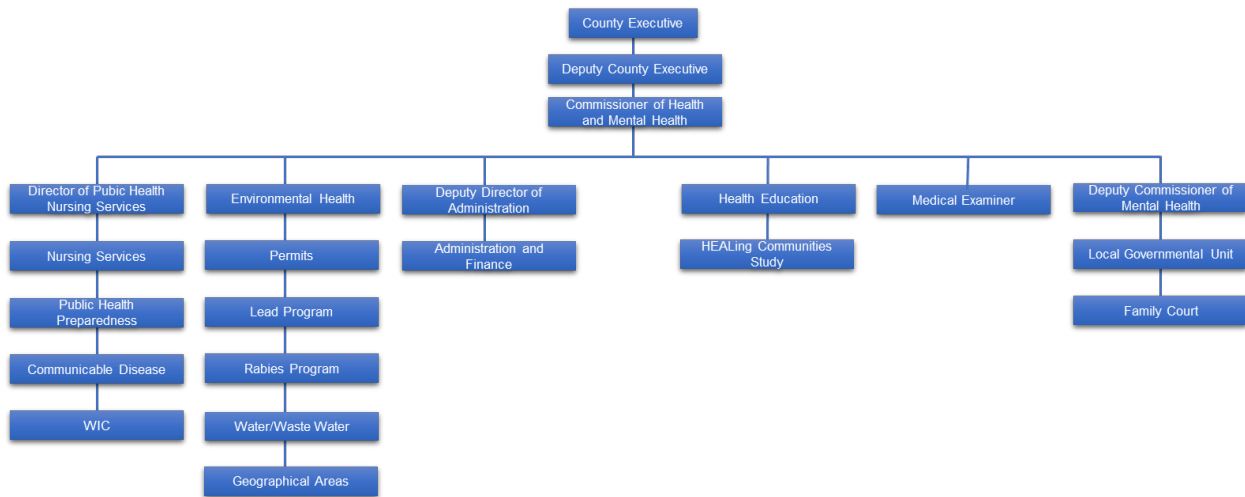 County Executive
Deputy County Executive
Commissioner of Health
and Mental Health
Director of Pubic Health
Nursing Services
Environmental Health
Deputy Director of
Administration
Health Education
Medical Examiner
Deputy Commissioner of
Mental Health
Nursing Services
Permits
Administration and
Finance
HEALing Communities
Study
Local Governmental Unit
Public Health
Preparedness
Lead Program
Family Court
Communicable Disease
Rabies Program
WIC
Water/Waste Water
Geographical Areas